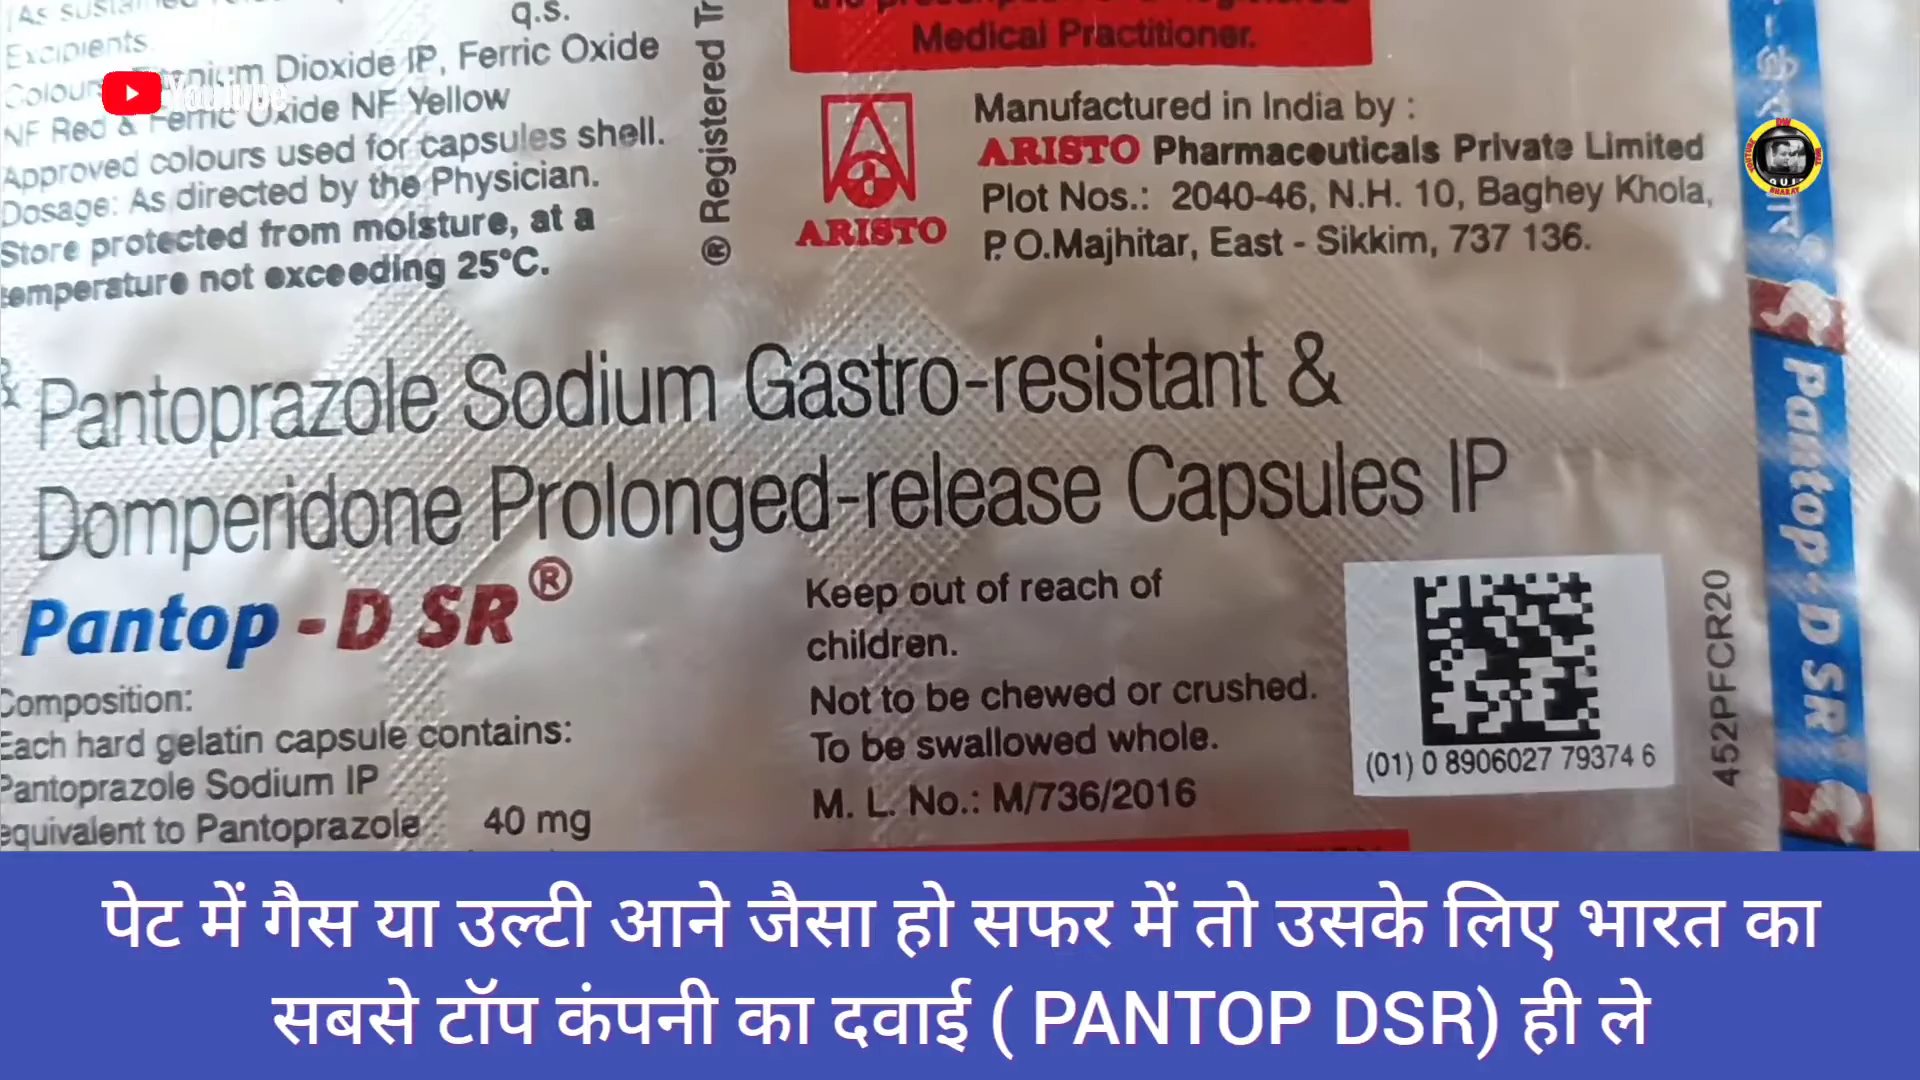 (As sustained rele
q.s.
Excipients
Colours: Titanium Dioxide IP, Ferric Oxide
NF Red & Ferric Oxide NF Yellow
Approved colours used for capsules shell.
Dosage: As directed by the Physician.
Store protected from moisture, at a
temperature not exceeding 25°C.
YouTube
® Registered Tr
Medical Practitioner.
ARISTO
Manufactured in India by :
ARISTO Pharmaceuticals Private Limited
Plot Nos.: 2040-46, N.H. 10, Baghey Khola,
P.O.Majhitar, East - Sikkim, 737 136.
Pantoprazole Sodium Gastro-resistant &
Domperidone Prolonged-release Capsules IP
Pantop - D SR®
Composition:
Each hard gelatin capsule contains:
Pantoprazole Sodium IP
equivalent to Pantoprazole 40 mg
Keep out of reach of
children.
Not to be chewed or crushed.
To be swallowed whole.
M. L. No.: M/736/2016
(01) 0 8906027 79374 6
452PFCR20
Pantop - D SR
पेट में गैस या उल्टी आने जैसा हो सफर में तो उसके लिए भारत का
सबसे टॉप कंपनी का दवाई ( PANTOP DSR) ही ले